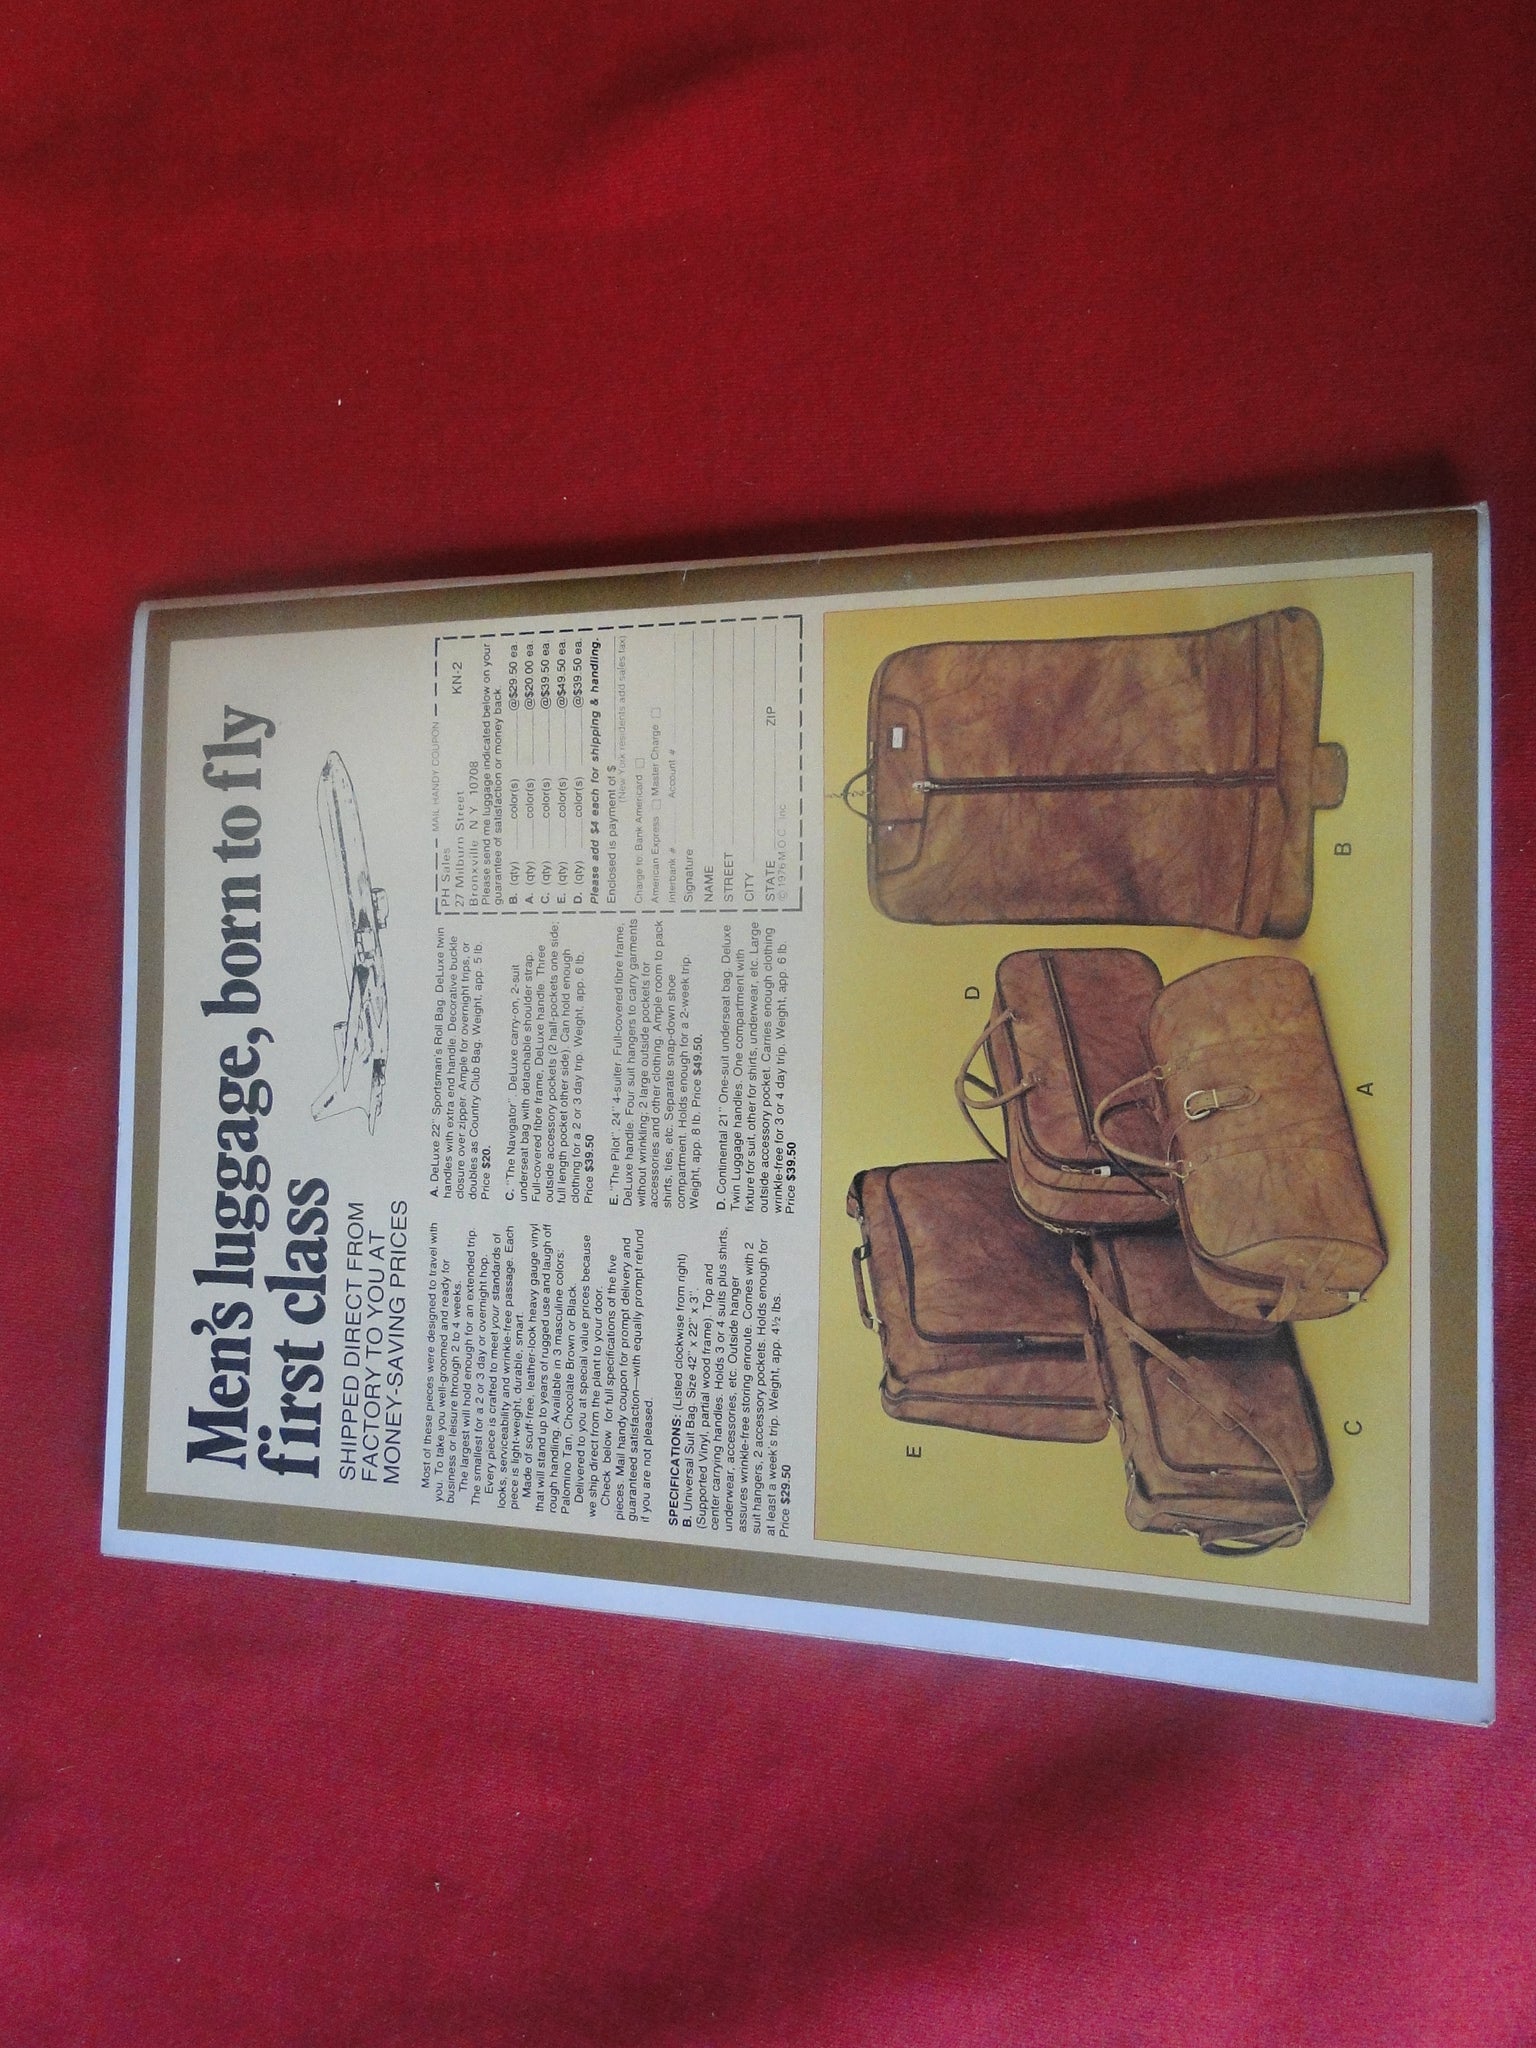 Men's luggage, born to fly
first class
SHIPPED DIRECT FROM
FACTORY TO YOU AT
MONEY-SAVING PRICES
Most of these pieces were designed to travel with
you. To take you well-groomed and ready for
business or leisure through 2 to 4 weeks.
The largest will hold enough for an extended trip.
The smallest for a 2 or 3 day or overnight hop.
Every piece is crafted to meet your standards of
looks, serviceability and wrinkle-free passage. Each
piece is light-weight, durable, smart.
Made of scuff-free, leather-look heavy gauge vinyl
that will stand up to years of rugged use and laugh off
rough handling. Available in 3 masculine colors:
Palomino Tan, Chocolate Brown or Black.
Delivered to you at special value prices because
we ship direct from the plant to your door.
Check below for full specifications of the five
pieces. Mail handy coupon for prompt delivery and
guaranteed satisfaction—with equally prompt refund
if you are not pleased.
SPECIFICATIONS: (Listed clockwise from right)
B. Universal Suit Bag. Size 42" x 22" x 3".
(Supported Vinyl, partial wood frame). Top and
center carrying handles. Holds 3 or 4 suits plus shirts,
underwear, accessories, etc. Outside hanger
assures wrinkle-free storing enroute. Comes with 2
suit hangers, 2 accessory pockets. Holds enough for
at least a week's trip. Weight, app. 4½ lbs.
Price $29.50
A. DeLuxe 22" Sportsman's Roll Bag. DeLuxe twin
handles with extra end handle. Decorative buckle
closure over zipper. Ample for overnight trips, or
doubles as Country Club Bag. Weight, app. 5 lb.
Price $20.
C. "The Navigator". DeLuxe carry-on, 2-suit
underseat bag with detachable shoulder strap.
Full-covered fibre frame, DeLuxe handle. Three
outside accessory pockets (2 half-pockets one side;
full length pocket other side). Can hold enough
clothing for a 2 or 3 day trip. Weight, app. 6 lb.
Price $39.50
E. "The Pilot". 24" 4-suiter. Full-covered fibre frame,
DeLuxe handle. Four suit hangers to carry garments
without wrinkling; 2 large outside pockets for
accessories and other clothing. Ample room to pack
shirts, ties, etc. Separate snap-down shoe
compartment. Holds enough for a 2-week trip
Weight, app. 8 lb. Price $49.50.
D. Continental 21" One-suit underseat bag. Deluxe
Twin Luggage handles. One compartment with
fixture for suit, other for shirts, underwear, etc. Large
outside accessory pocket. Carries enough clothing
wrinkle-free for 3 or 4 day trip. Weight, app. 6 lb.
Price $39.50
MAIL HANDY COUPON
PH Sales KN-2
27 Milburn Street
Bronxville N Y 10708
Please send me luggage indicated below on your
guarantee of satisfaction or money back.
B. (qty) color(s) @$29.50 ea.
A. (qty) color(s) @$20.00 ea.
C. (qty) color(s) @$39.50 ea.
E. (qty) color(s) @$49.50 ea.
D. (qty) color(s) @$39.50 ea.
Please add $4 each for shipping & handling.
Enclosed is payment of $
(New York residents add sales tax)
Charge to: Bank Americard
American Express Master Charge
Interbank # Account #
Signature
NAME
STREET
CITY
STATE ZIP
© 1976 M.O.C. Inc
E
D
B
C
A